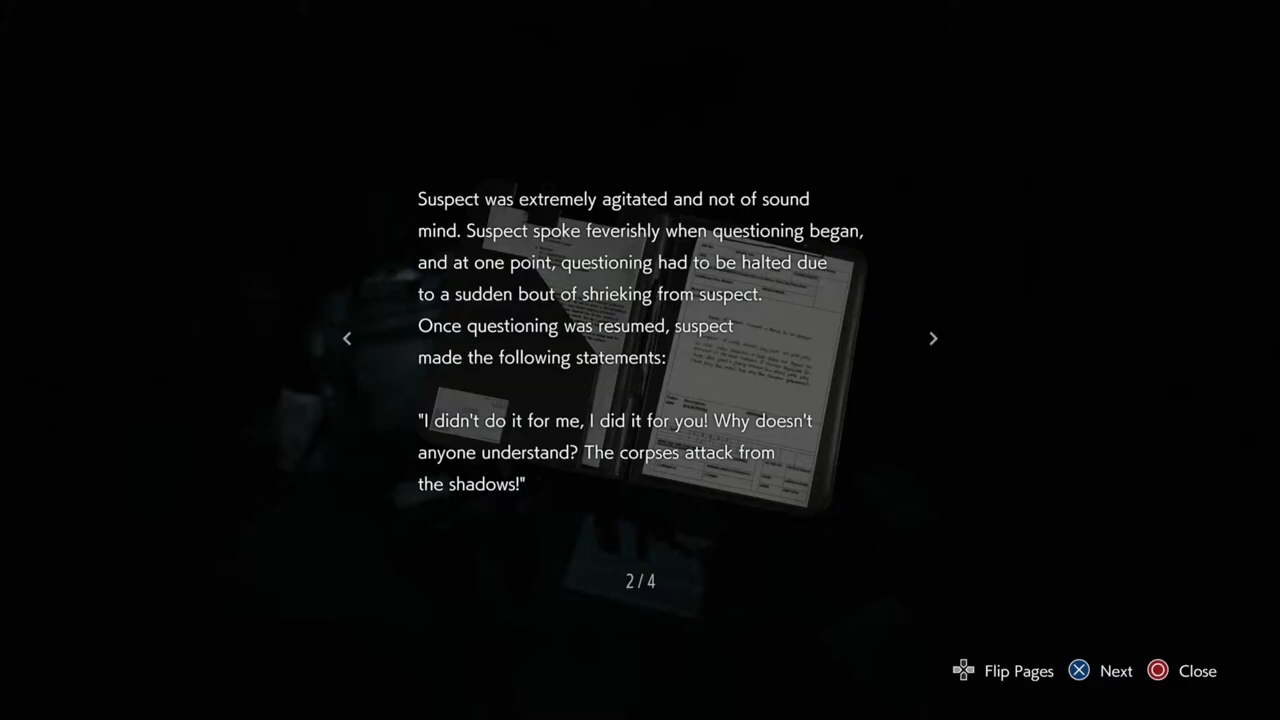 Suspect was extremely agitated and not of sound
mind. Suspect spoke feverishly when questioning began,
and at one point, questioning had to be halted due
to a sudden bout of shrieking from suspect.
Once questioning was resumed, suspect
made the following statements:
"I didn't do it for me, I did it for you! Why doesn't
anyone understand? The corpses attack from
the shadows!"
2 / 4
Flip Pages Next Close